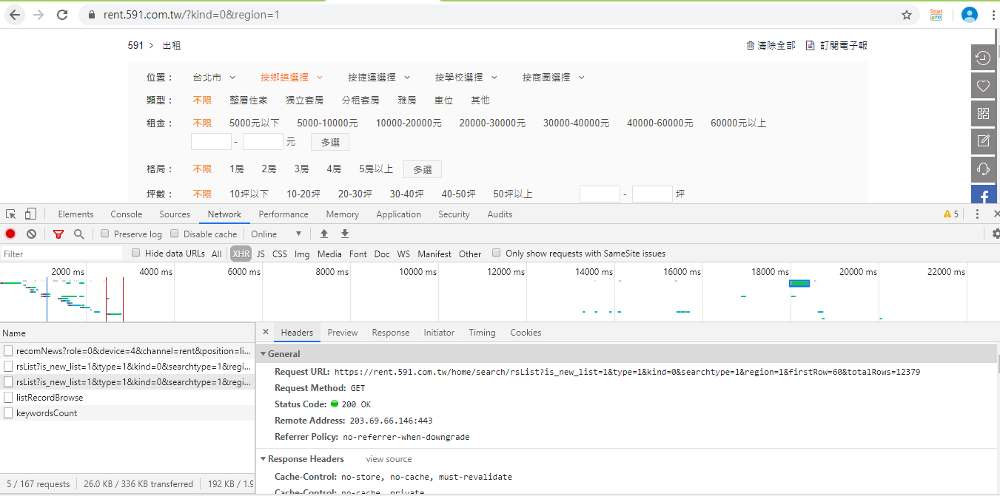 rent.591.com.tw/?kind=0&region=1
591 > 出租 清除全部 訂閱電子報
位置： 台北市 按鄉鎮選擇 按捷運選擇 按學校選擇 按商圈選擇
類型： 不限 整層住家 獨立套房 分租套房 雅房 車位 其他
租金： 不限 5000元以下 5000-10000元 10000-20000元 20000-30000元 30000-40000元 40000-60000元 60000元以上
- 元 多選
格局： 不限 1房 2房 3房 4房 5房以上 多選
坪數： 不限 10坪以下 10-20坪 20-30坪 30-40坪 40-50坪 50坪以上 - 坪
Elements Console Sources Network Performance Memory Application Security Audits 5
Preserve log Disable cache Online
Filter Hide data URLs All XHR JS CSS Img Media Font Doc WS Manifest Other Only show requests with SameSite issues
2000 ms 4000 ms 6000 ms 8000 ms 10000 ms 12000 ms 14000 ms 16000 ms 18000 ms 20000 ms 22000 ms
Name
recomNews?role=0&device=4&channel=rent&position=li...
rsList?is_new_list=1&type=1&kind=0&searchtype=1&regi...
rsList?is_new_list=1&type=1&kind=0&searchtype=1&regi...
listRecordBrowse
keywordsCount
5 / 167 requests 26.0 KB / 336 KB transferred 192 KB / 1.9
Headers Preview Response Initiator Timing Cookies
General
Request URL: https://rent.591.com.tw/home/search/rsList?is_new_list=1&type=1&kind=0&searchtype=1&region=1&firstRow=60&totalRows=12379
Request Method: GET
Status Code: 200 OK
Remote Address: 203.69.66.146:443
Referrer Policy: no-referrer-when-downgrade
Response Headers view source
Cache-Control: no-store, no-cache, must-revalidate
Cache-Control: no-cache, private